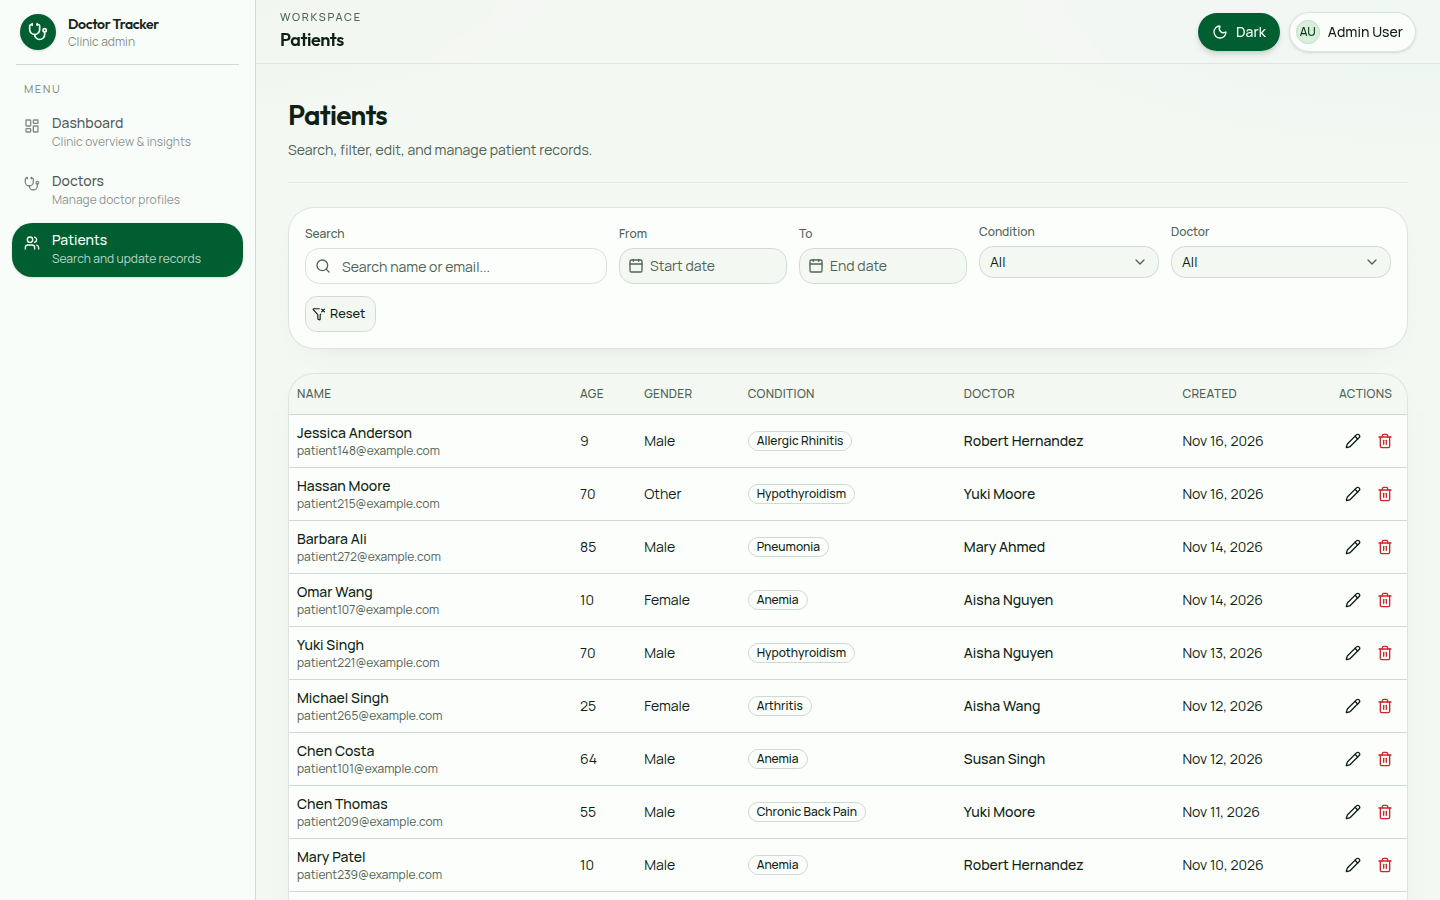 Doctor Tracker
Clinic admin
MENU
Dashboard
Clinic overview & insights
Doctors
Manage doctor profiles
Patients
Search and update records
WORKSPACE
Patients
Dark
AU Admin User
Patients
Search, filter, edit, and manage patient records.
Search From To Condition Doctor
Search name or email... Start date End date All All
Reset
NAME AGE GENDER CONDITION DOCTOR CREATED ACTIONS
Jessica Anderson
patient148@example.com
9 Male Allergic Rhinitis Robert Hernandez Nov 16, 2026
Hassan Moore
patient215@example.com
70 Other Hypothyroidism Yuki Moore Nov 16, 2026
Barbara Ali
patient272@example.com
85 Male Pneumonia Mary Ahmed Nov 14, 2026
Omar Wang
patient107@example.com
10 Female Anemia Aisha Nguyen Nov 14, 2026
Yuki Singh
patient221@example.com
70 Male Hypothyroidism Aisha Nguyen Nov 13, 2026
Michael Singh
patient265@example.com
25 Female Arthritis Aisha Wang Nov 12, 2026
Chen Costa
patient101@example.com
64 Male Anemia Susan Singh Nov 12, 2026
Chen Thomas
patient209@example.com
55 Male Chronic Back Pain Yuki Moore Nov 11, 2026
Mary Patel
patient239@example.com
10 Male Anemia Robert Hernandez Nov 10, 2026